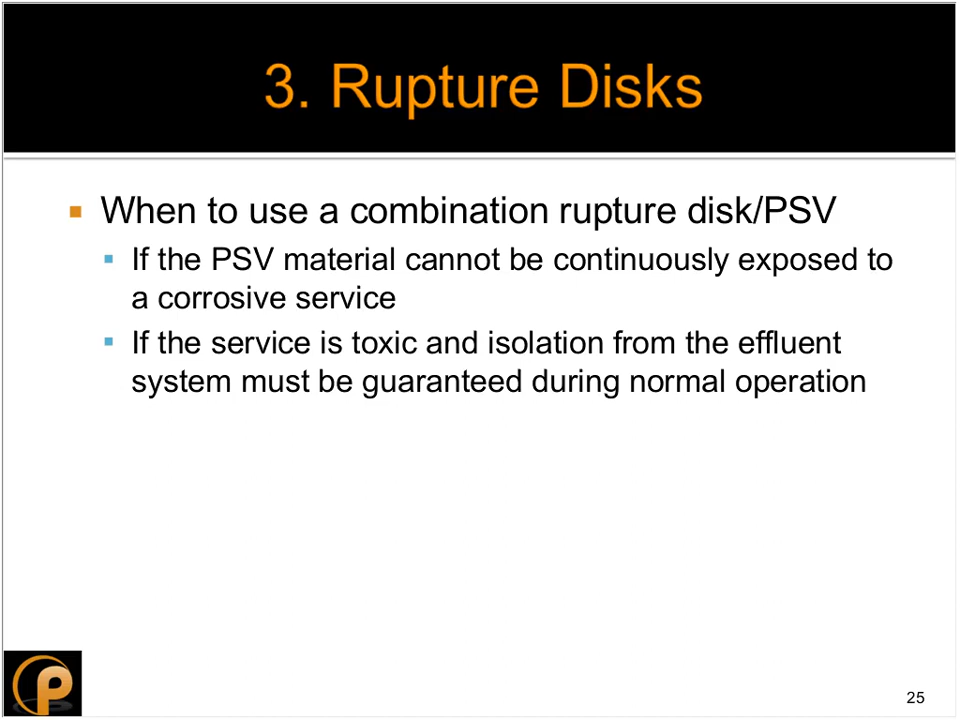 3. Rupture Disks
When to use a combination rupture disk/PSV
If the PSV material cannot be continuously exposed to
a corrosive service
If the service is toxic and isolation from the effluent
system must be guaranteed during normal operation
P
25